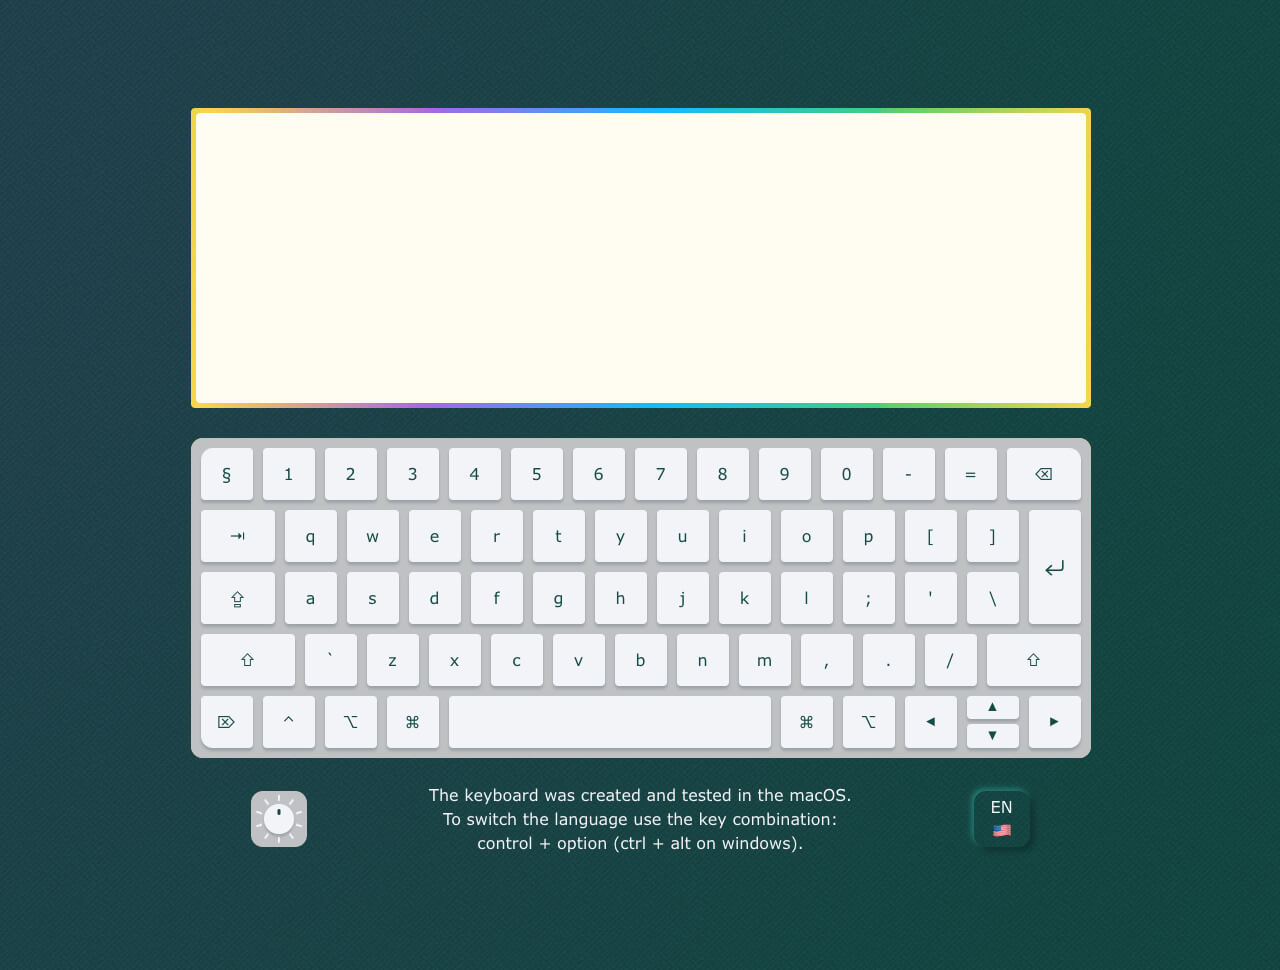 § 1 2 3 4 5 6 7 8 9 0 - = ⌫
⇥ q w e r t y u i o p [ ]
⇪ a s d f g h j k l ; ' \ ↵
⇧ ` z x c v b n m , . / ⇧
⌦ ^ ⌥ ⌘ ⌘ ⌥ ◄ ▲ ▼ ►
The keyboard was created and tested in the macOS.
To switch the language use the key combination:
control + option (ctrl + alt on windows).
EN